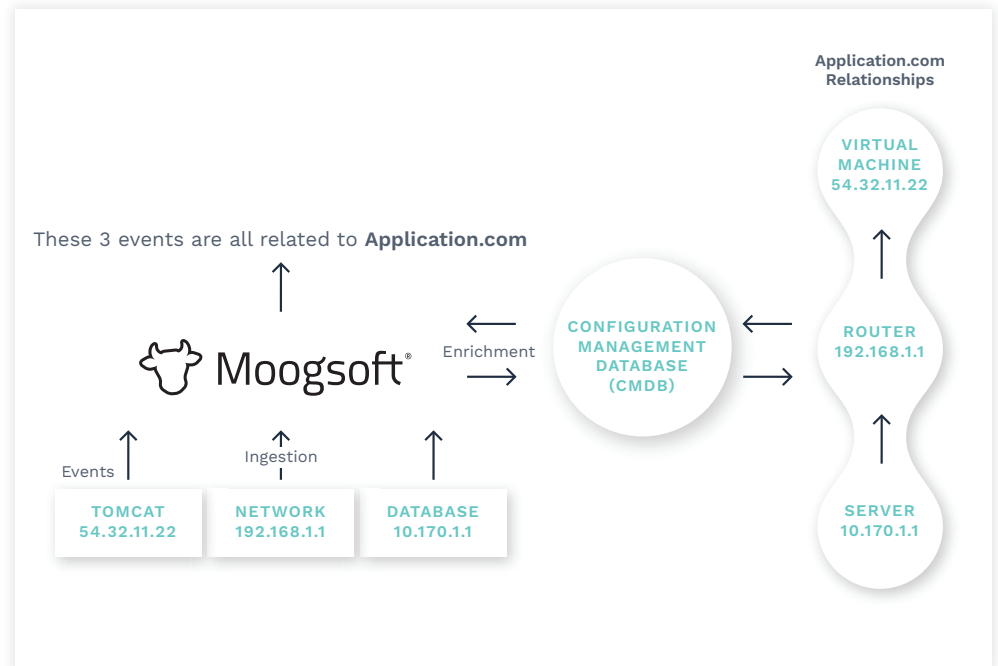 Application.com
Relationships
VIRTUAL
MACHINE
54.32.11.22
These 3 events are all related to Application.com
CONFIGURATION
MANAGEMENT
DATABASE
(CMDB)
ROUTER
192.168.1.1
Enrichment
Moogsoft®
Ingestion
Events
TOMCAT
54.32.11.22
NETWORK
192.168.1.1
DATABASE
10.170.1.1
SERVER
10.170.1.1